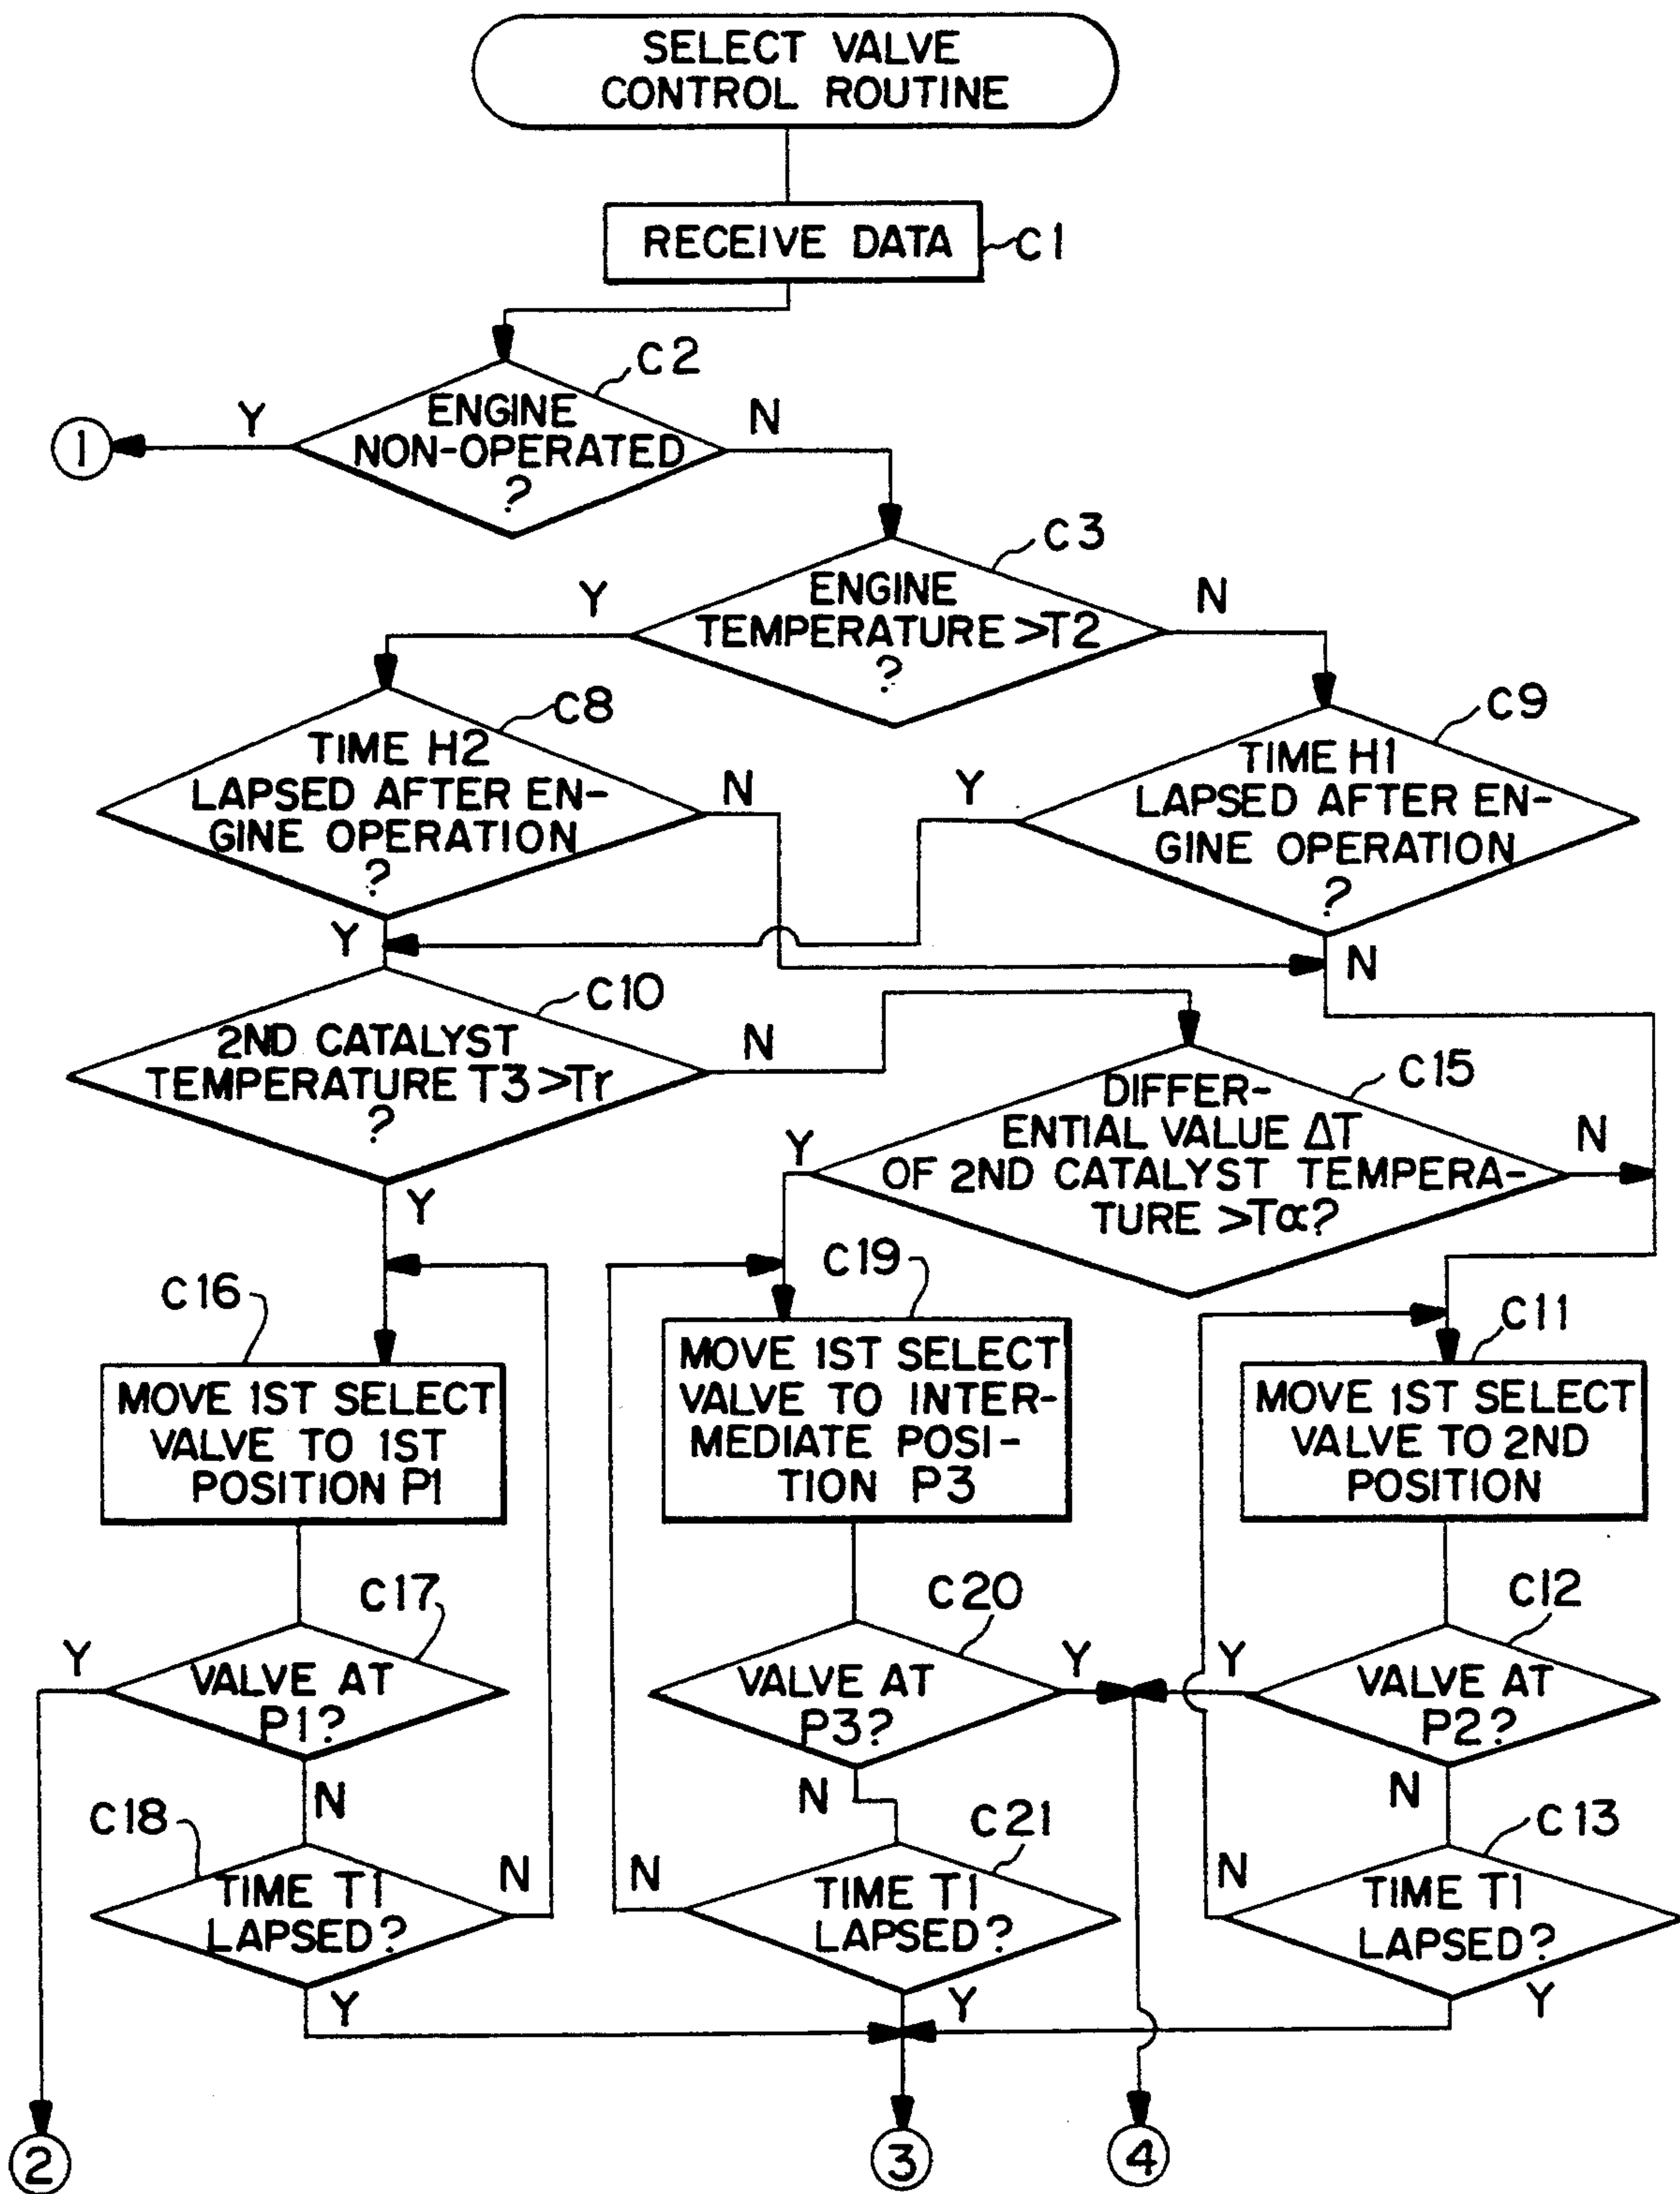 SELECT VALVE
CONTROL ROUTINE
RECEIVE DATA
C1
C2
ENGINE
NON-OPERATED
?
Y
N
1
C3
ENGINE
TEMPERATURE >T2
?
Y
N
C8
TIME H2
LAPSED AFTER EN-
GINE OPERATION
?
N
Y
C9
TIME H1
LAPSED AFTER EN-
GINE OPERATION
?
Y
N
C10
2ND CATALYST
TEMPERATURE T3 >Tr
?
N
Y
C15
DIFFER-
ENTIAL VALUE ΔT
OF 2ND CATALYST TEMPERA-
TURE >Tα?
Y
N
C16
MOVE 1ST SELECT
VALVE TO 1ST
POSITION P1
C19
MOVE 1ST SELECT
VALVE TO INTER-
MEDIATE POSI-
TION P3
C11
MOVE 1ST SELECT
VALVE TO 2ND
POSITION
C17
Y
VALVE AT
P1?
N
C20
VALVE AT
P3?
Y
N
C12
Y
VALVE AT
P2?
N
C18
TIME T1
LAPSED?
N
Y
C21
N
TIME T1
LAPSED?
Y
C13
N
TIME T1
LAPSED?
Y
2
3
4